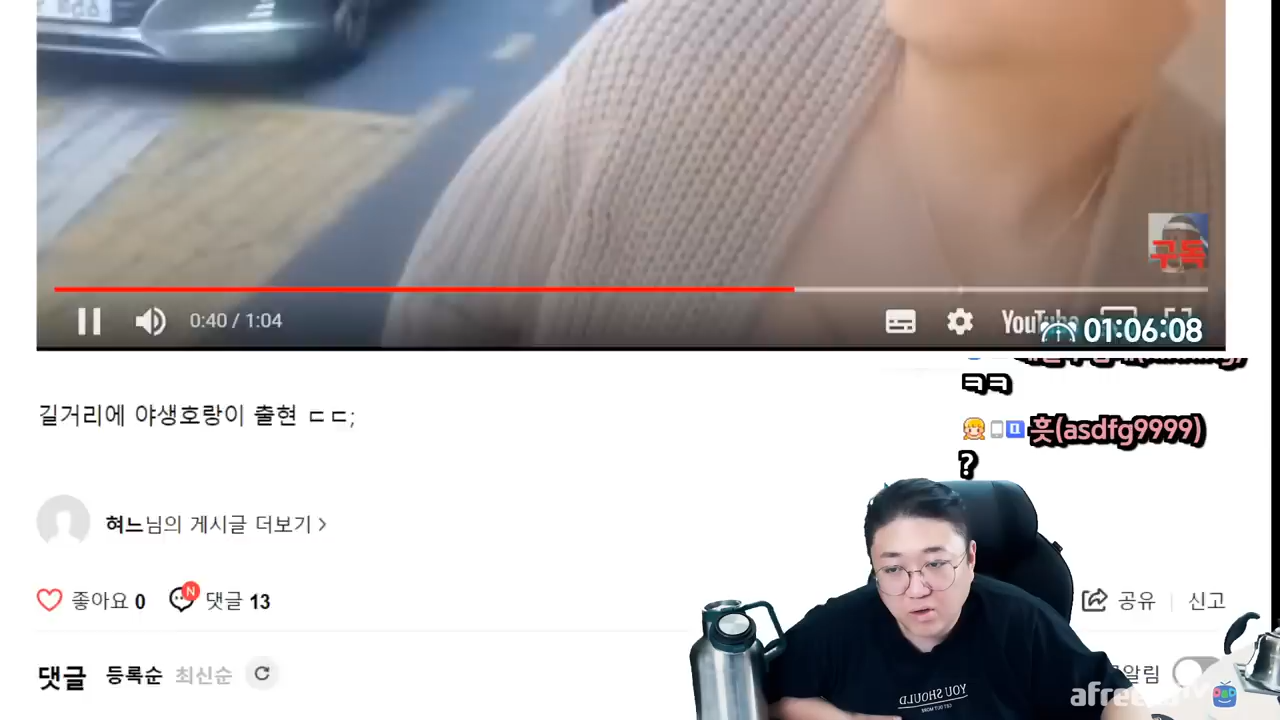 구독
0:40 / 1:04
YouTube
01:06:08
ㅋㅋ
길거리에 야생호랑이 출현 ㄷㄷ;
흣(asdfg9999)
?
혀느님의 게시글 더보기 >
좋아요 0
N
댓글 13
공유
신고
댓글
등록순
최신순
알림
YOU SHOULD
afreecaTV